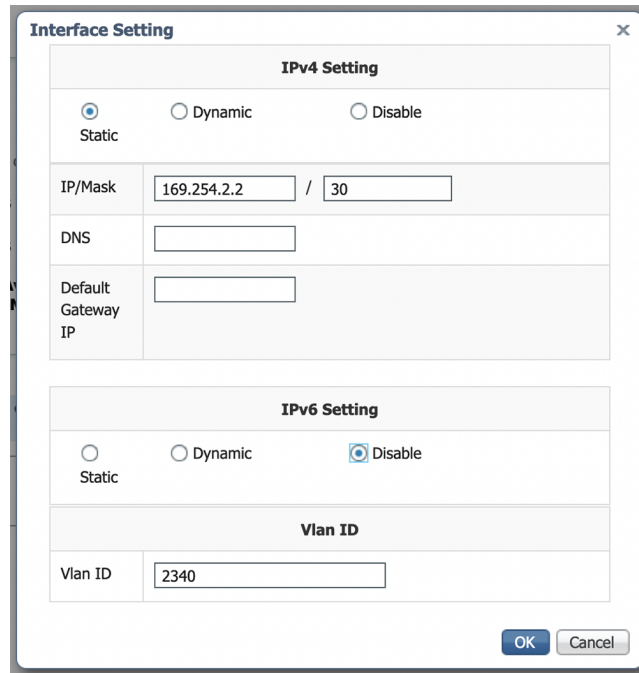 Interface Setting
IPv4 Setting
Static
Dynamic
Disable
IP/Mask
169.254.2.2 / 30
DNS
Default
Gateway
IP
IPv6 Setting
Static
Dynamic
Disable
Vlan ID
Vlan ID
2340
OK
Cancel